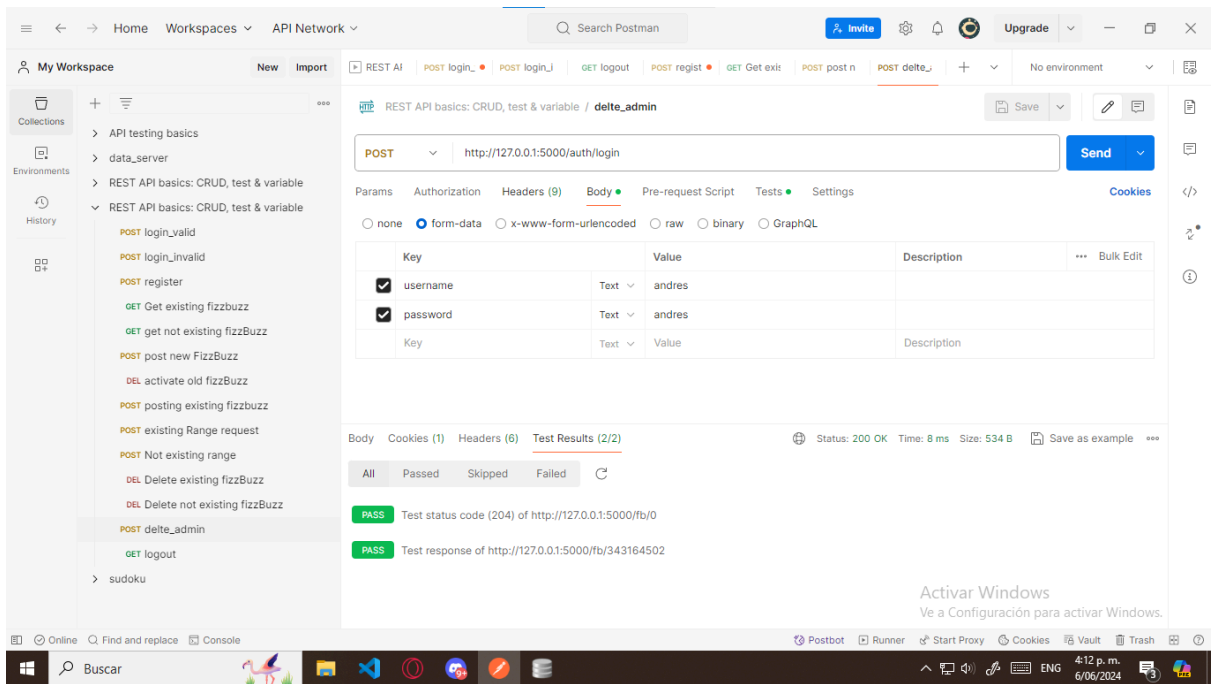 Home Workspaces API Network Search Postman Invite Upgrade
My Workspace New Import REST AI POST login_ POST login_i GET logout POST regist GET Get exis POST post n POST delte_ No environment
Collections
Environments
History
API testing basics
data_server
REST API basics: CRUD, test & variable
REST API basics: CRUD, test & variable
POST login_valid
POST login_invalid
POST register
GET Get existing fizzbuzz
GET get not existing fizzBuzz
POST post new FizzBuzz
DEL activate old fizzBuzz
POST posting existing fizzbuzz
POST existing Range request
POST Not existing range
DEL Delete existing fizzBuzz
DEL Delete not existing fizzBuzz
POST delte_admin
GET logout
sudoku
HTTP REST API basics: CRUD, test & variable / delte_admin Save
POST http://127.0.0.1:5000/auth/login Send
Params Authorization Headers (9) Body Pre-request Script Tests Settings Cookies
none form-data x-www-form-urlencoded raw binary GraphQL
Key Value Description Bulk Edit
username Text andres
password Text andres
Key Text Value Description
Body Cookies (1) Headers (6) Test Results (2/2) Status: 200 OK Time: 8 ms Size: 534 B Save as example
All Passed Skipped Failed
PASS Test status code (204) of http://127.0.0.1:5000/fb/0
PASS Test response of http://127.0.0.1:5000/fb/343164502
Activar Windows
Ve a Configuración para activar Windows.
Online Find and replace Console Postbot Runner Start Proxy Cookies Vault Trash
Buscar ENG 4:12 p. m.
6/06/2024 3